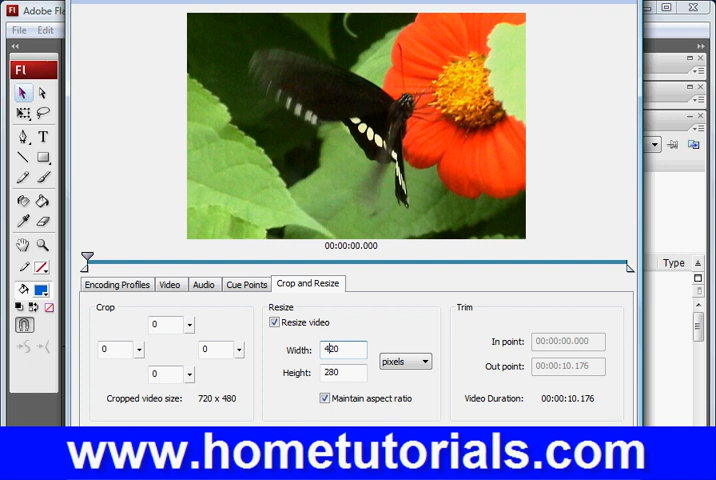 Adobe Fla
File Edit
Fl
T
00:00:00.000
Encoding Profiles Video Audio Cue Points Crop and Resize
Type
Crop Resize Trim
0
Resize video
0 0
Width: 420
pixels
Height: 280
0
Maintain aspect ratio
In point: 00:00:00.000
Out point: 00:00:10.176
Cropped video size: 720 x 480
Video Duration: 00:00:10.176
www.hometutorials.com